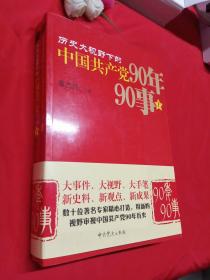 历史大视野下的
中国共产党90年
90事
大事件、大视野、大手笔
新史料、新观点、新成果
数十位著名专家精心打造，用新的
视野审视中国共产党90年历史
中共党史出版社
90年
90事